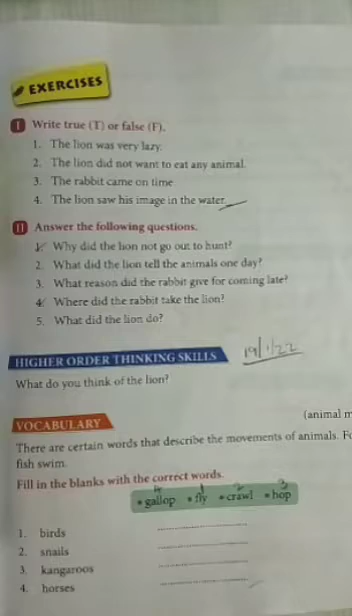 EXERCISES
I Write true (T) or false (F).
1. The lion was very lazy.
2. The lion did not want to eat any animal.
3. The rabbit came on time
4. The lion saw his image in the water.
II Answer the following questions.
1. Why did the lion not go out to hunt?
2. What did the lion tell the animals one day?
3. What reason did the rabbit give for coming late?
4. Where did the rabbit take the lion?
5. What did the lion do?
HIGHER ORDER THINKING SKILLS 19/1/22
What do you think of the lion?
(animal m
VOCABULARY
There are certain words that describe the movements of animals. Fo
fish swim.
Fill in the blanks with the correct words.
4 1 2 3
• gallop • fly • crawl • hop
1. birds
2. snails
3. kangaroos
4. horses